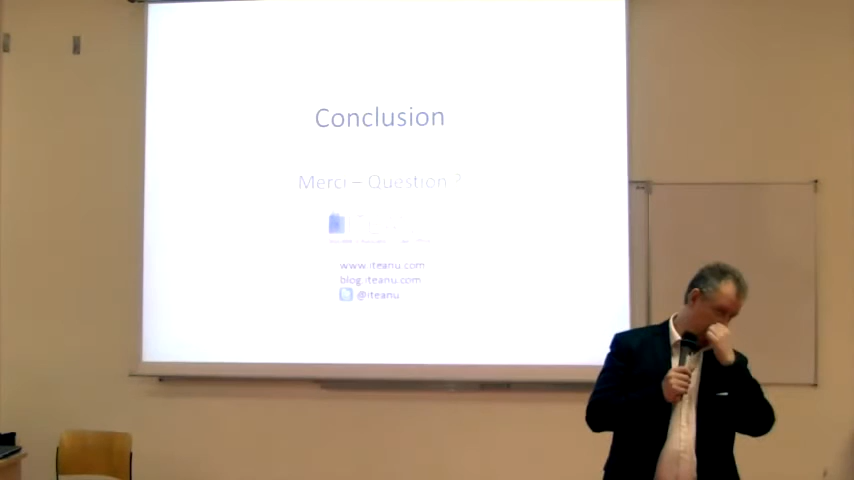 Conclusion
Merci – Question ?
www.iteanu.com
blog.iteanu.com
@iteanu